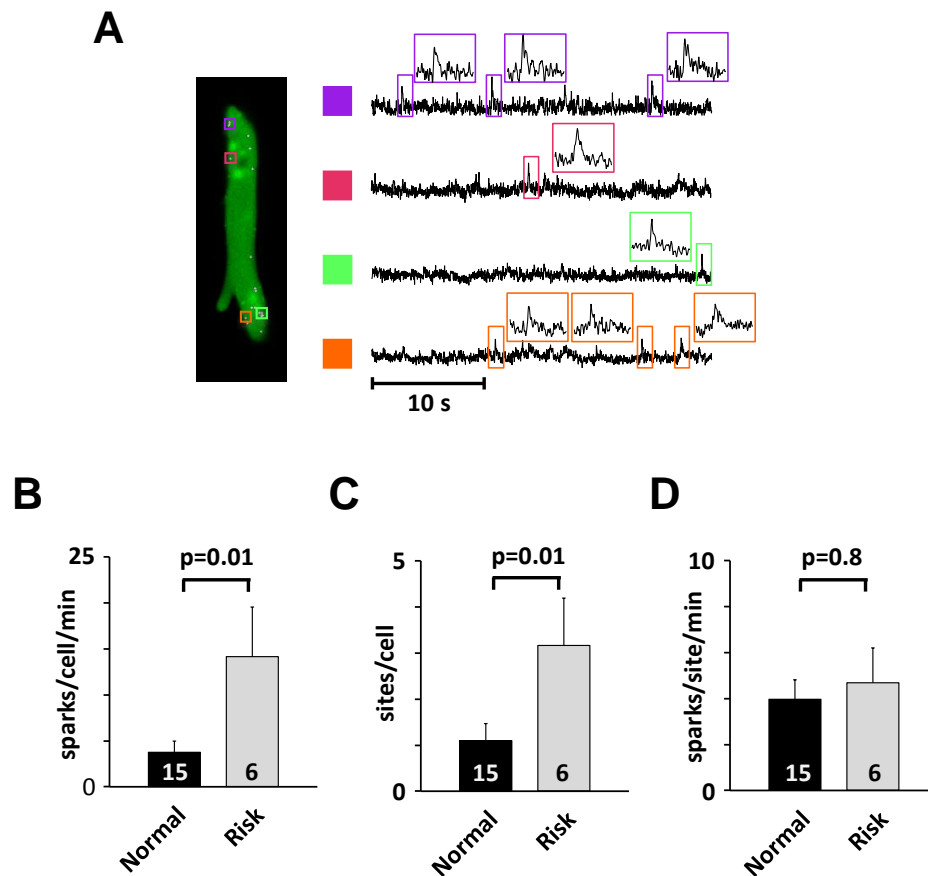 A
10 s
B
C
D
25
p=0.01
sparks/cell/min
15
6
0
Normal
Risk
5
p=0.01
sites/cell
15
6
0
Normal
Risk
10
p=0.8
sparks/site/min
15
6
0
Normal
Risk